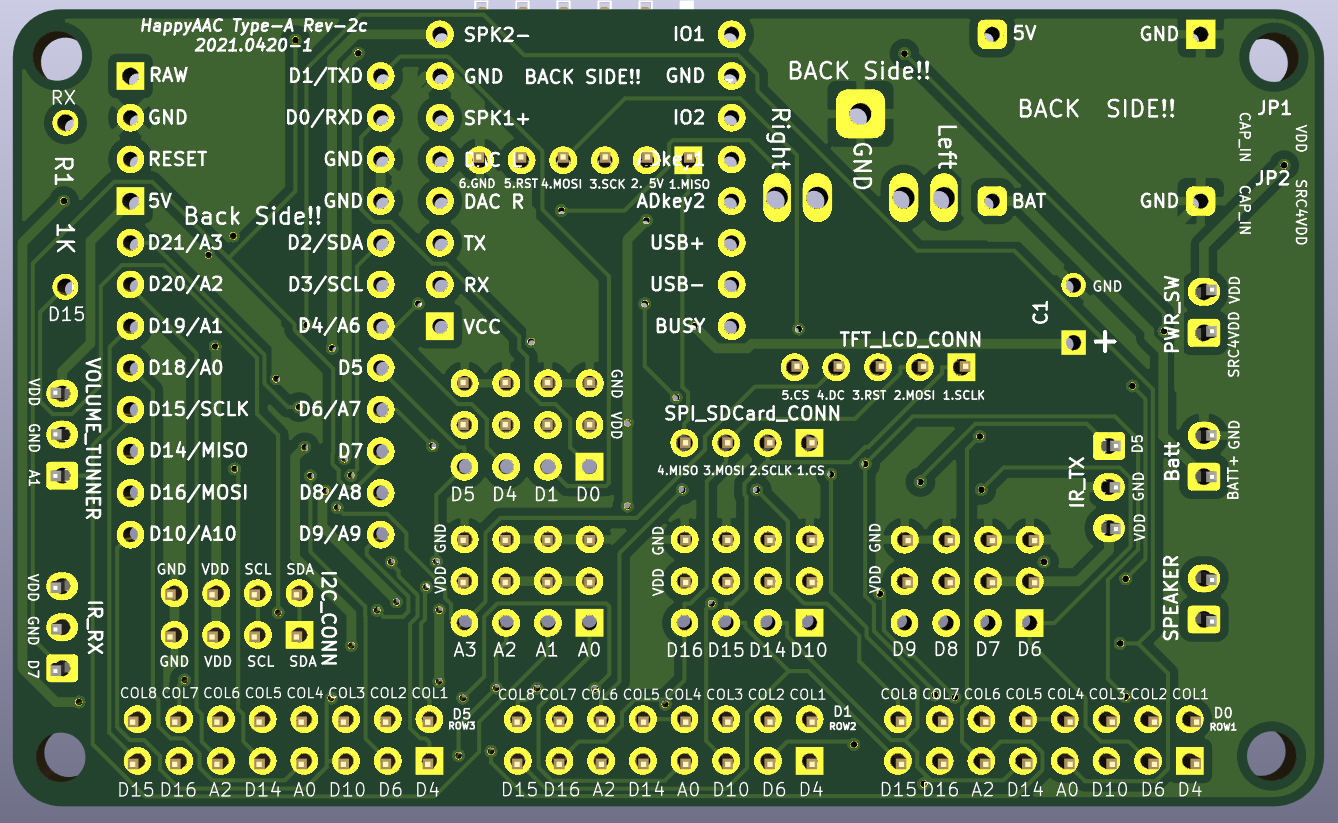 HappyAAC Type-A Rev-2c
2021.0420-1
SPK2-
IO1
5V
GND
RAW
D1/TXD
GND
BACK SIDE!!
GND
BACK Side!!
RX
GND
D0/RXD
SPK1+
IO2
Right
GND
Left
BACK SIDE!!
JP1
CAP_IN
VDD
R1
RESET
GND
6.GND 5.RST 4.MOSI 3.SCK 2. 5V 1.MISO
JP2
CAP_IN
SRC4VDD
5V
Back Side!!
GND
DAC R
ADkey2
BAT
GND
1K
D21/A3
D2/SDA
TX
USB+
D20/A2
D3/SCL
RX
USB-
GND
D15
C1
+
PWR_SW
VDD
SRC4VDD
D19/A1
D4/A6
VCC
BUSY
TFT_LCD_CONN
5.CS 4.DC 3.RST 2.MOSI 1.SCLK
D18/A0
D5
VOLUME_TUNNER
VDD
GND
A1
D15/SCLK
D6/A7
GND
VDD
SPI_SDCard_CONN
4.MISO 3.MOSI 2.SCLK 1.CS
D14/MISO
D7
IR_TX
D5
GND
VDD
Batt
GND
BATT+
D16/MOSI
D8/A8
D5 D4 D1 D0
D10/A10
D9/A9
GND
VDD
GND
VDD
GND
VDD
GND VDD SCL SDA
I2C_CONN
GND VDD SCL SDA
IR_RX
VDD
GND
D7
SPEAKER
A3 A2 A1 A0
D16 D15 D14 D10
D9 D8 D7 D6
COL8 COL7 COL6 COL5 COL4 COL3 COL2 COL1
COL8 COL7 COL6 COL5 COL4 COL3 COL2 COL1
COL8 COL7 COL6 COL5 COL4 COL3 COL2 COL1
D5
ROW3
D1
ROW2
D0
ROW1
D15 D16 A2 D14 A0 D10 D6 D4
D15 D16 A2 D14 A0 D10 D6 D4
D15 D16 A2 D14 A0 D10 D6 D4